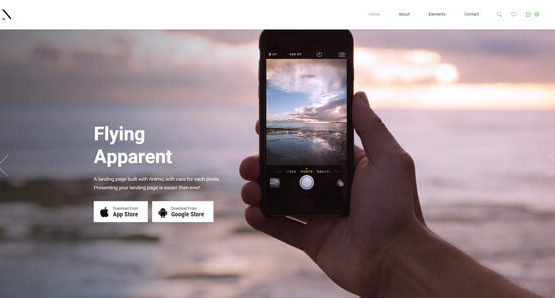 Home
About
Elements
Contact
Flying
Apparent
A landing page built with Animo, with care for each pixels.
Presenting your landing page is easier than ever!
Download from
App Store
Download from
Google Store
PHOTO